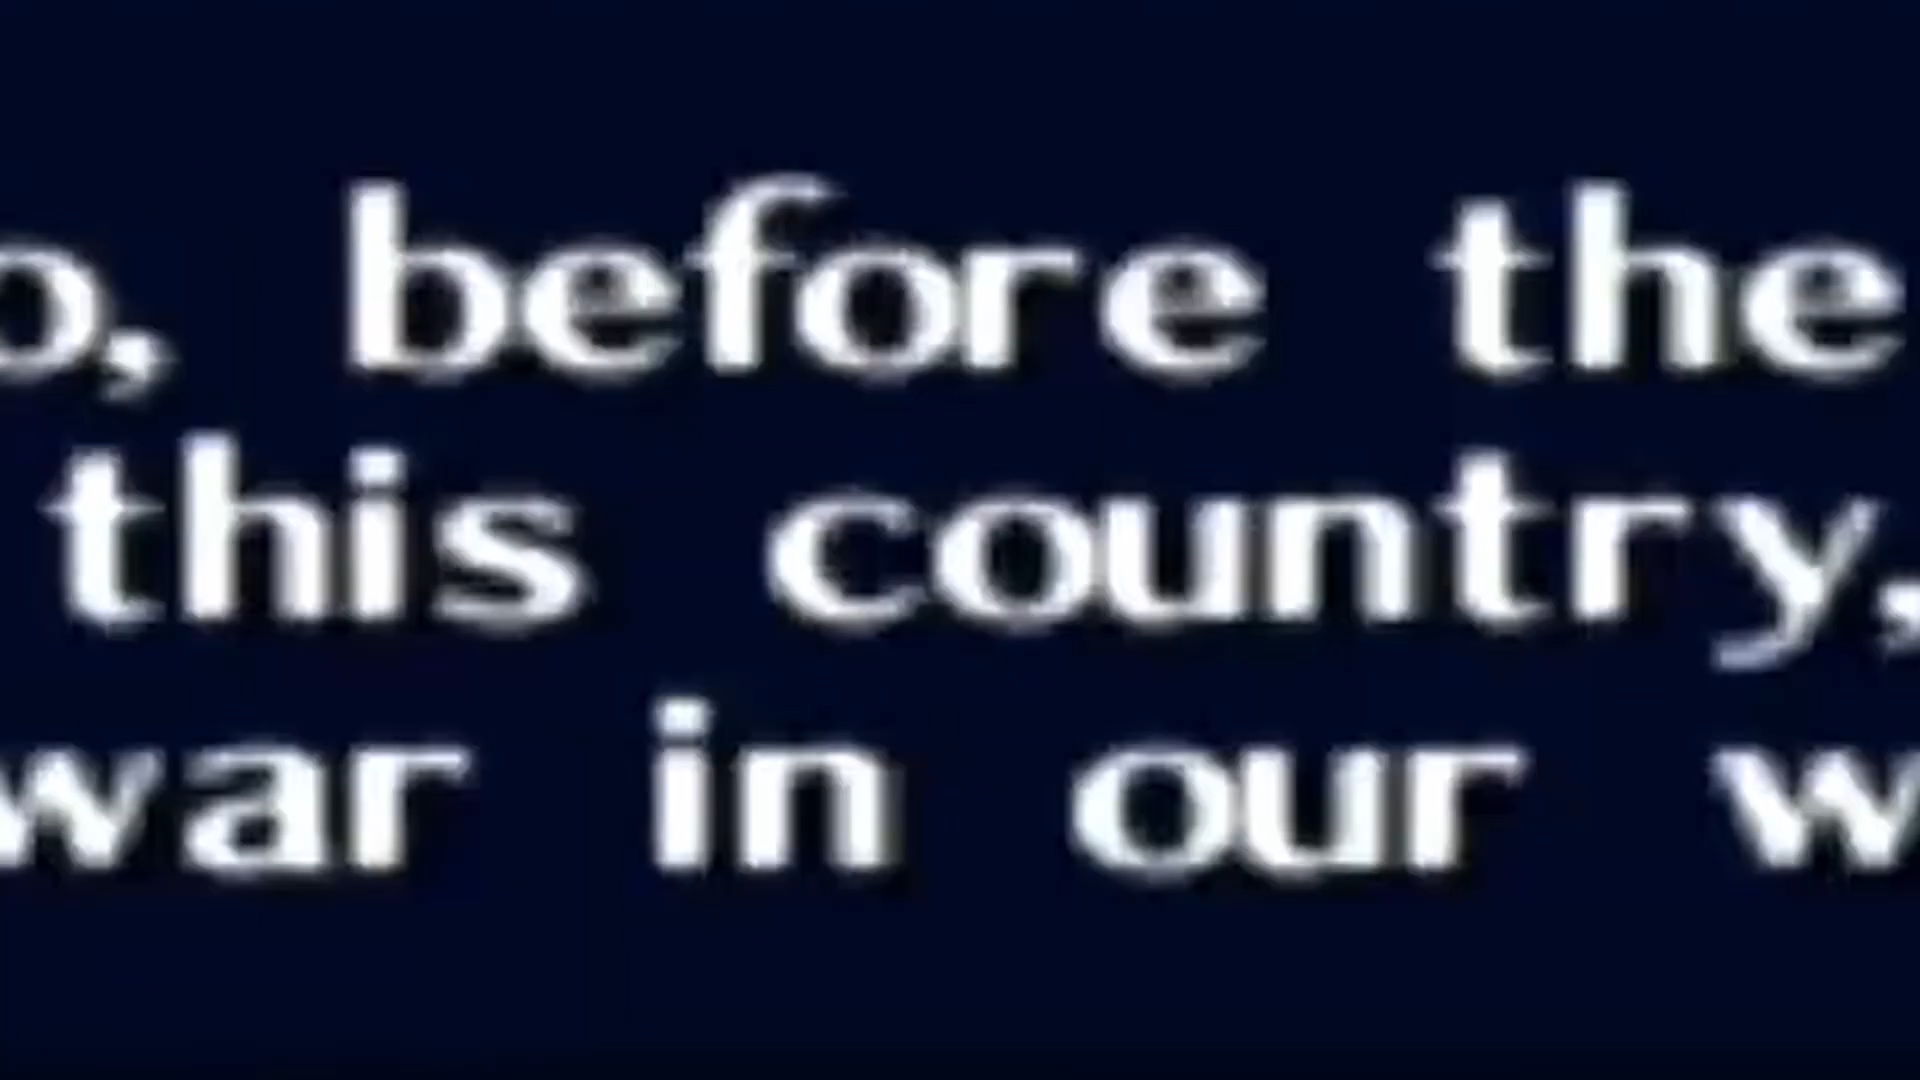 o, before the
this country,
war in our w